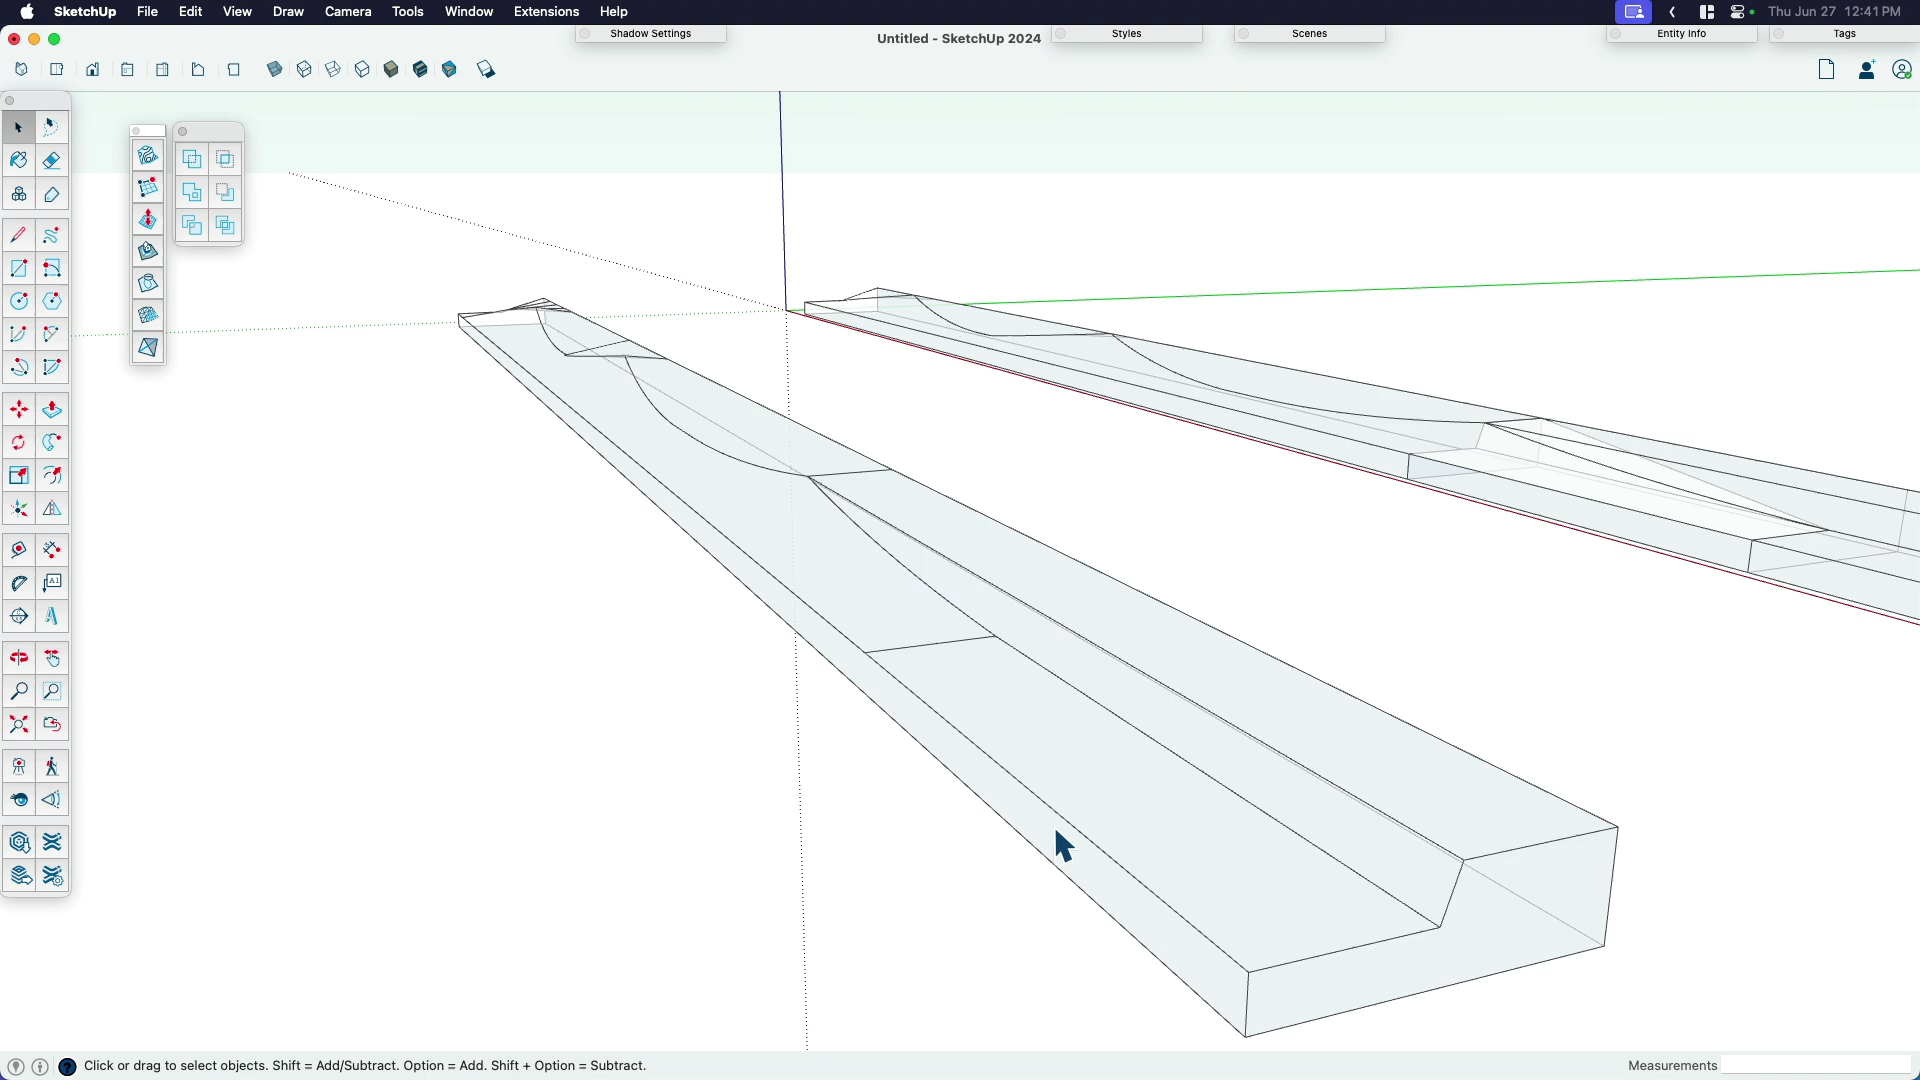 SketchUp File Edit View Draw Camera Tools Window Extensions Help Thu Jun 27 12:41 PM
Shadow Settings Untitled - SketchUp 2024 Styles Scenes Entity Info Tags
A1
Click or drag to select objects. Shift = Add/Subtract. Option = Add. Shift + Option = Subtract. Measurements